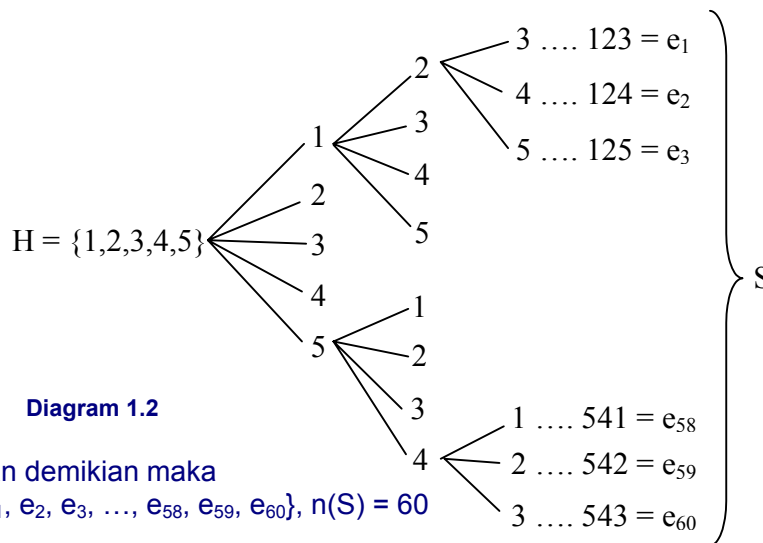 3 …. 123 = e₁
2
4 …. 124 = e₂
3
1
5 …. 125 = e₃
4
2
5
H = {1,2,3,4,5}
3
S
4
1
5
2
3
Diagram 1.2
1 …. 541 = e₅₈
4
2 …. 542 = e₅₉
3 …. 543 = e₆₀
n demikian maka
, e₂, e₃, …, e₅₈, e₅₉, e₆₀}, n(S) = 60